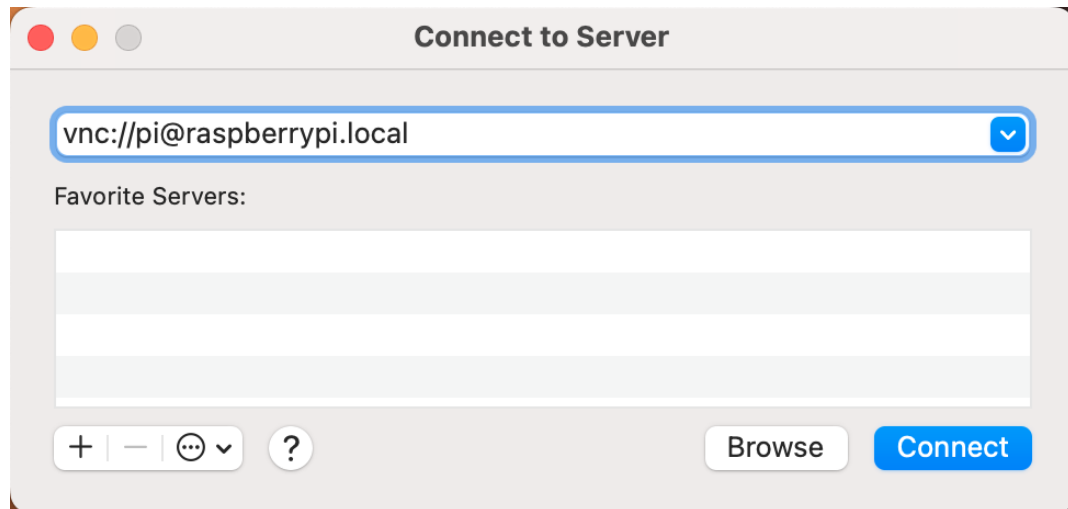 Connect to Server
vnc://pi@raspberrypi.local
Favorite Servers:
?
Browse
Connect